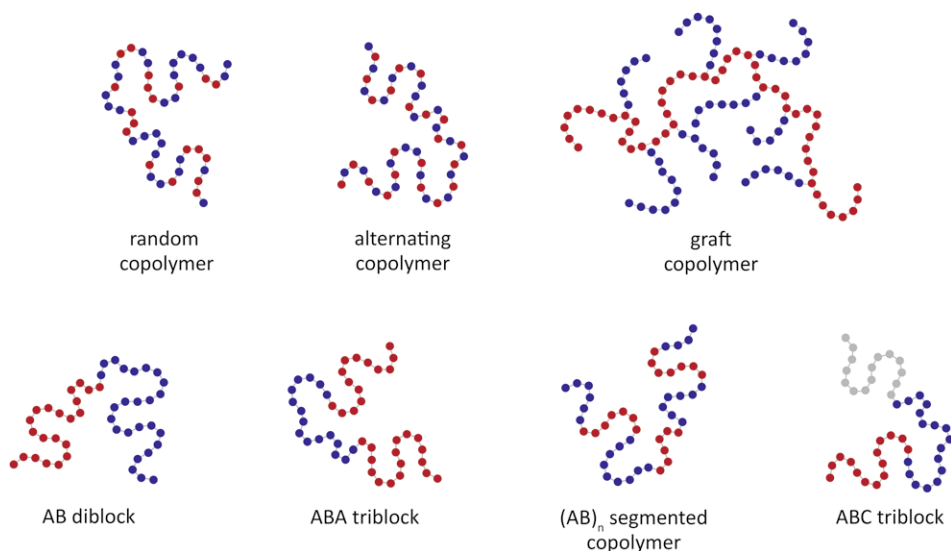 random
copolymer
alternating
copolymer
graft
copolymer
AB diblock
ABA triblock
(AB)n segmented
copolymer
ABC triblock